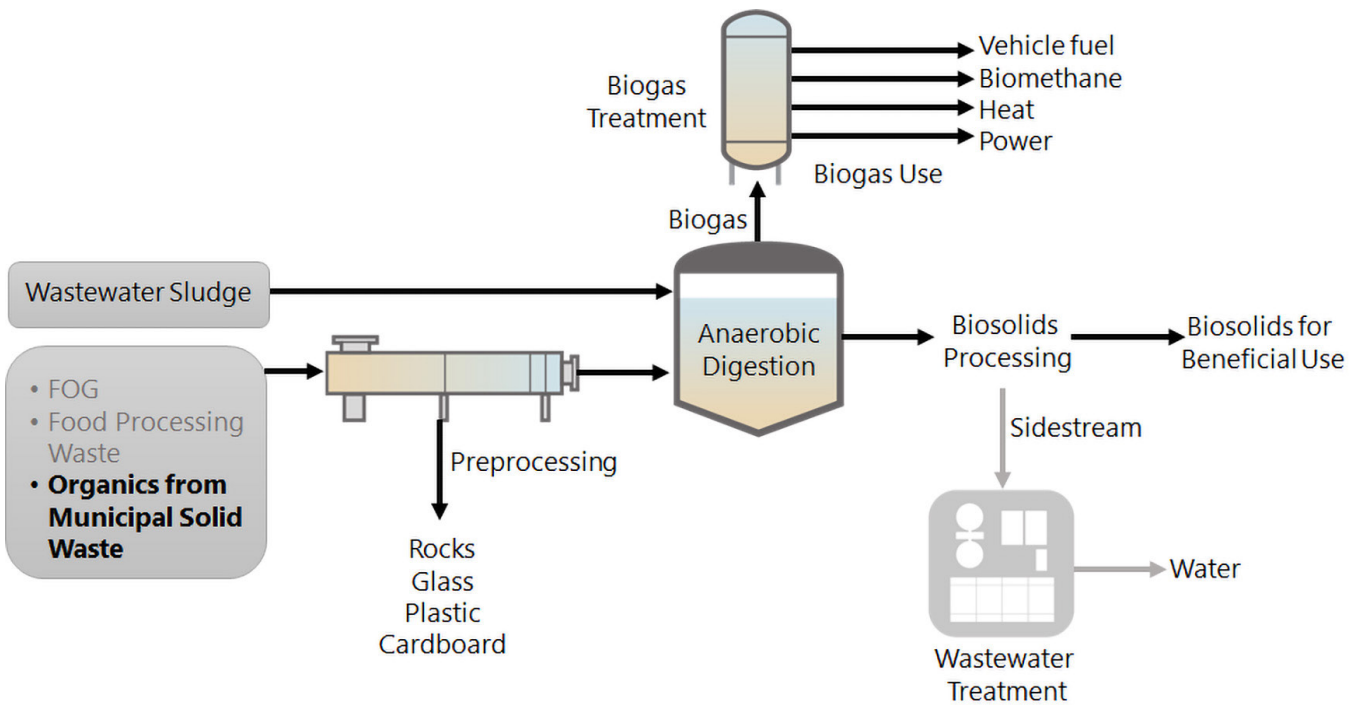 Vehicle fuel
Biomethane
Heat
Power
Biogas
Treatment
Biogas Use
Biogas
Wastewater Sludge
Anaerobic
Digestion
Biosolids
Processing
Biosolids for
Beneficial Use
• FOG
• Food Processing
Waste
• Organics from
Municipal Solid
Waste
Preprocessing
Rocks
Glass
Plastic
Cardboard
Sidestream
Water
Wastewater
Treatment